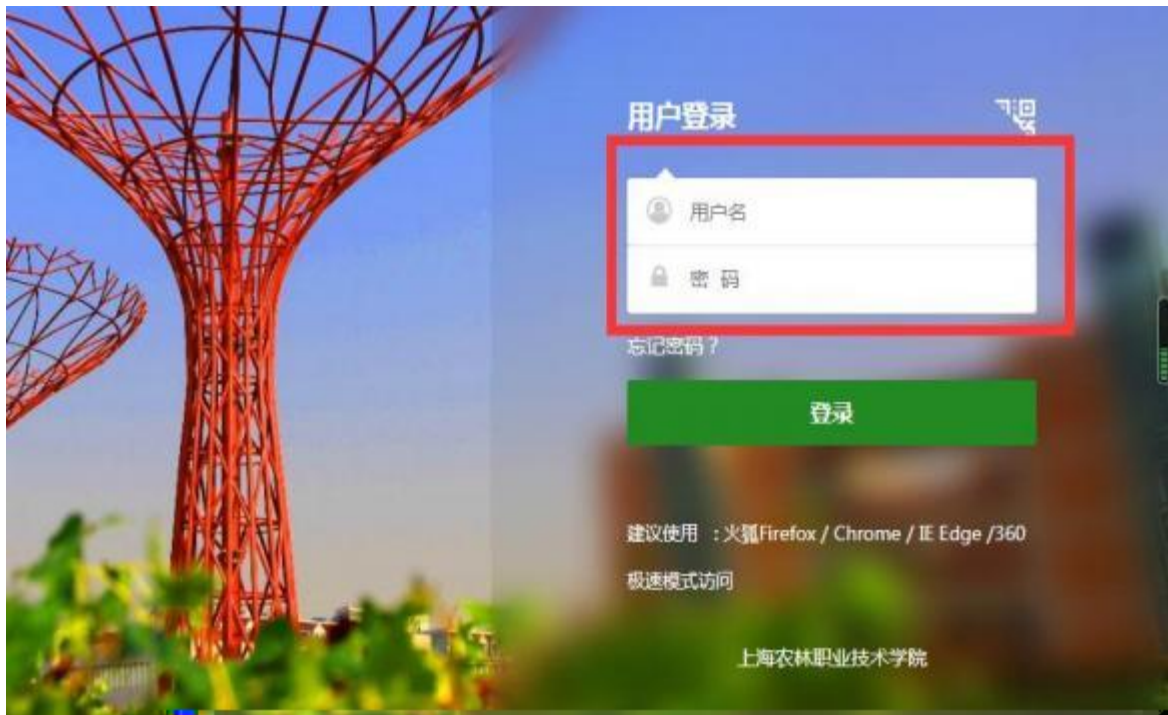 用户登录
用户名
密 码
忘记密码？
登录
建议使用 ：火狐Firefox / Chrome / IE Edge /360
极速模式访问
上海农林职业技术学院